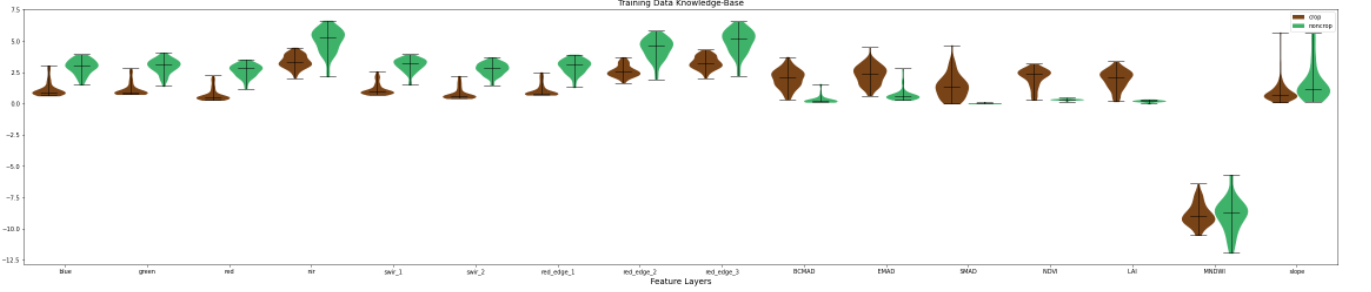 Training Data Knowledge-Base
crop
noncrop
7.5
5.0
2.5
0.0
−2.5
−5.0
−7.5
−10.0
−12.5
blue green red nir swir_1 swir_2 red_edge_1 red_edge_2 red_edge_3 BCMAD EMAD SMAD NDVI LAI MNDWI slope
Feature Layers